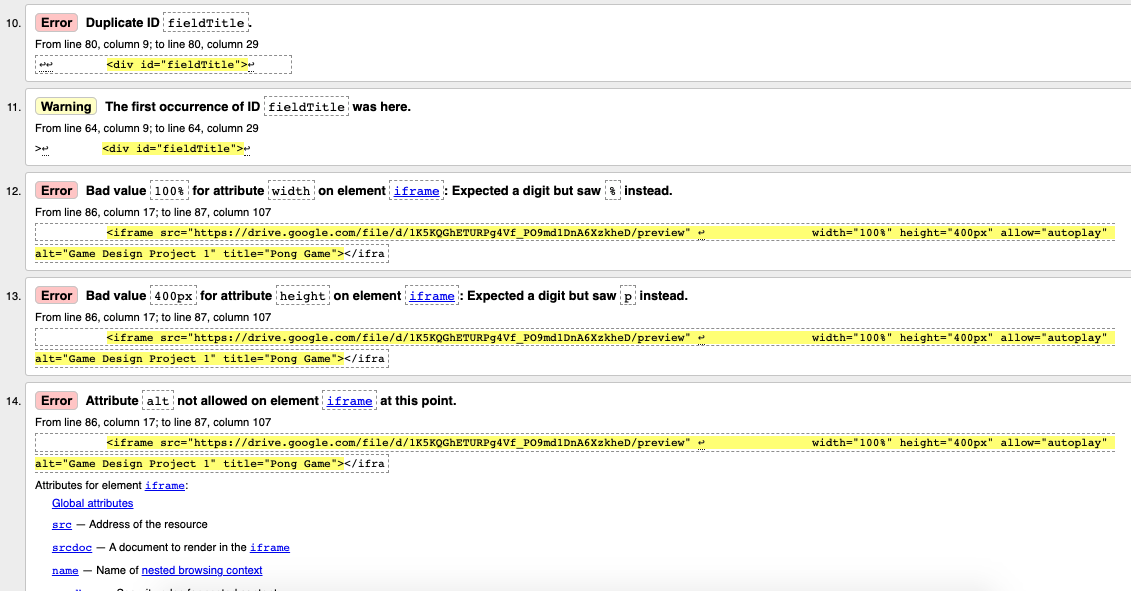 10. Error Duplicate ID fieldTitle.
From line 80, column 9; to line 80, column 29
↩↩ <div id="fieldTitle">↩
11. Warning The first occurrence of ID fieldTitle was here.
From line 64, column 9; to line 64, column 29
>↩ <div id="fieldTitle">↩
12. Error Bad value 100% for attribute width on element iframe: Expected a digit but saw % instead.
From line 86, column 17; to line 87, column 107
<iframe src="https://drive.google.com/file/d/1K5KQGhETURPg4Vf_PO9md1DnA6XzkheD/preview" ↩ width="100%" height="400px" allow="autoplay"
alt="Game Design Project 1" title="Pong Game"></ifra
13. Error Bad value 400px for attribute height on element iframe: Expected a digit but saw p instead.
From line 86, column 17; to line 87, column 107
<iframe src="https://drive.google.com/file/d/1K5KQGhETURPg4Vf_PO9md1DnA6XzkheD/preview" ↩ width="100%" height="400px" allow="autoplay"
alt="Game Design Project 1" title="Pong Game"></ifra
14. Error Attribute alt not allowed on element iframe at this point.
From line 86, column 17; to line 87, column 107
<iframe src="https://drive.google.com/file/d/1K5KQGhETURPg4Vf_PO9md1DnA6XzkheD/preview" ↩ width="100%" height="400px" allow="autoplay"
alt="Game Design Project 1" title="Pong Game"></ifra
Attributes for element iframe:
Global attributes
src — Address of the resource
srcdoc — A document to render in the iframe
name — Name of nested browsing context